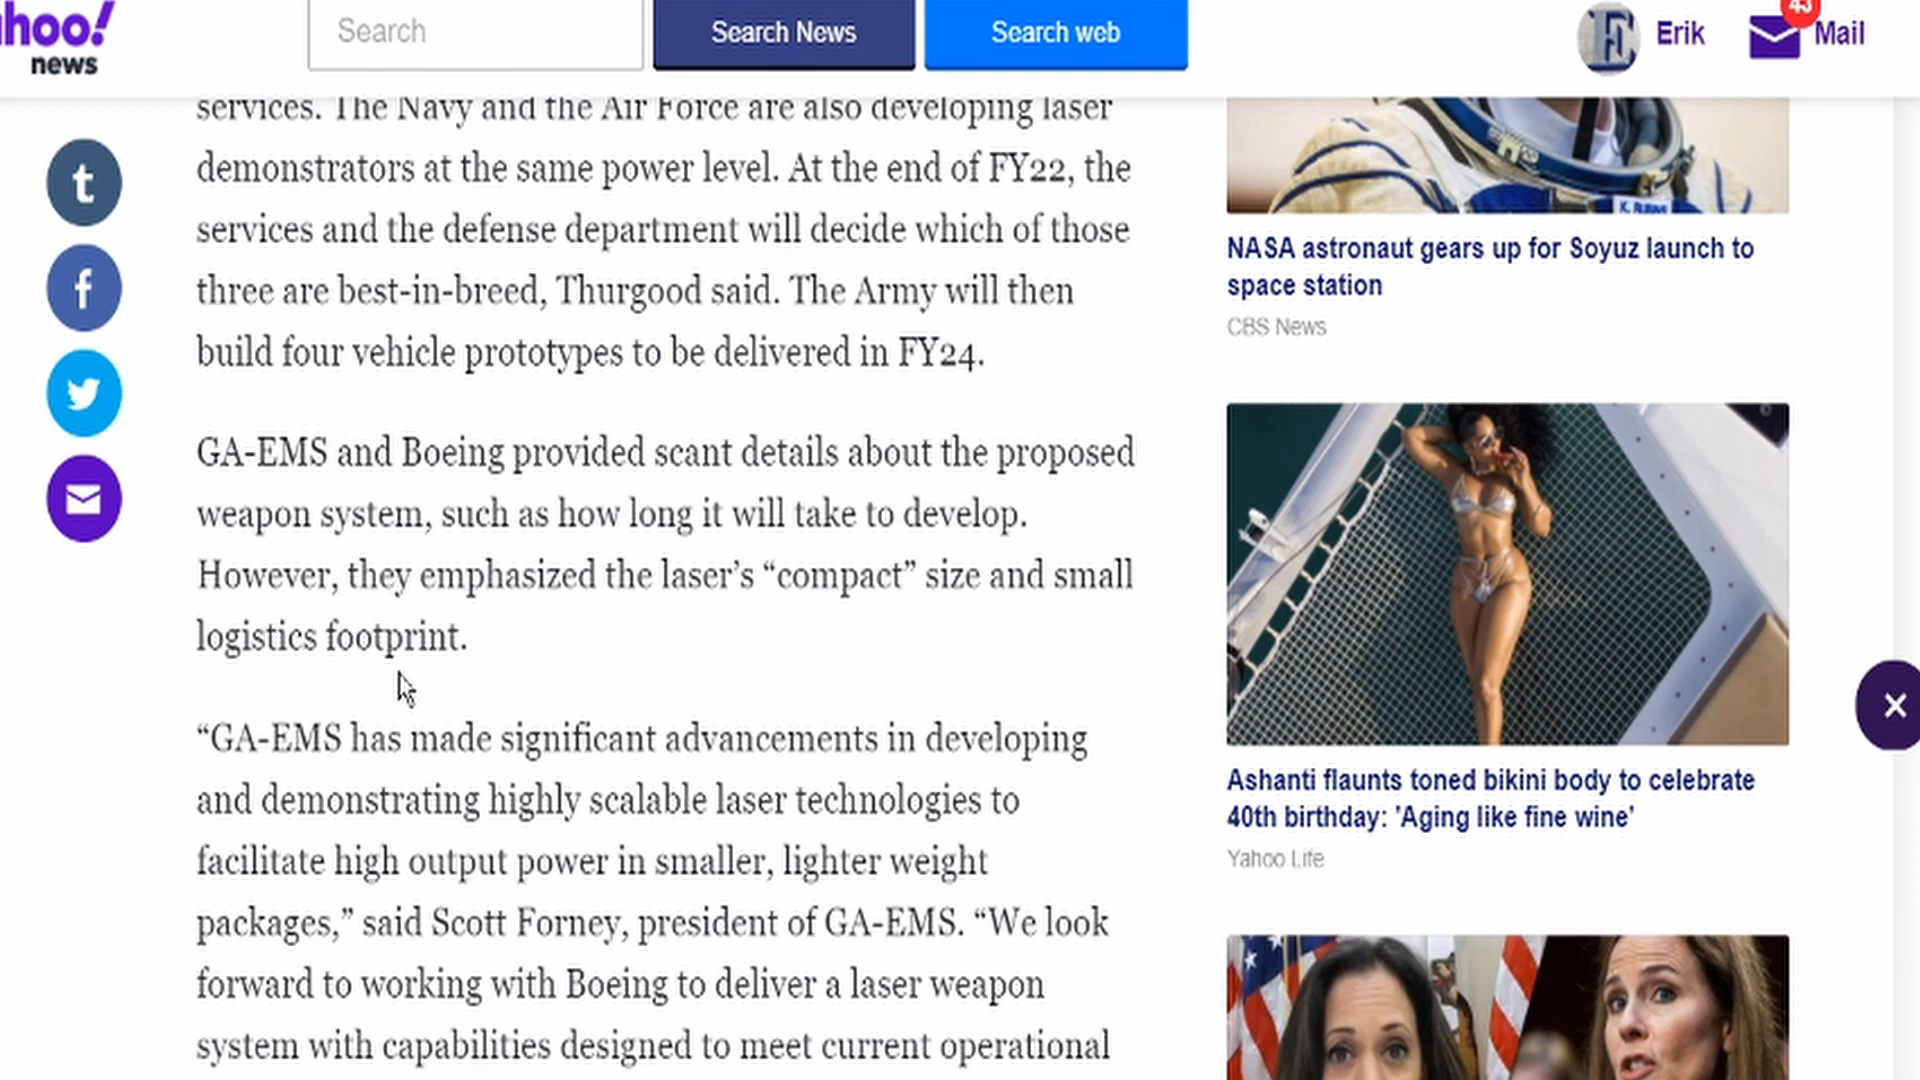 hoo!
news
Search
Search News
Search web
Erik
43
Mail
services. The Navy and the Air Force are also developing laser
demonstrators at the same power level. At the end of FY22, the
services and the defense department will decide which of those
three are best-in-breed, Thurgood said. The Army will then
build four vehicle prototypes to be delivered in FY24.
GA-EMS and Boeing provided scant details about the proposed
weapon system, such as how long it will take to develop.
However, they emphasized the laser’s “compact” size and small
logistics footprint.
“GA-EMS has made significant advancements in developing
and demonstrating highly scalable laser technologies to
facilitate high output power in smaller, lighter weight
packages,” said Scott Forney, president of GA-EMS. “We look
forward to working with Boeing to deliver a laser weapon
system with capabilities designed to meet current operational
NASA astronaut gears up for Soyuz launch to
space station
CBS News
Ashanti flaunts toned bikini body to celebrate
40th birthday: 'Aging like fine wine'
Yahoo Life